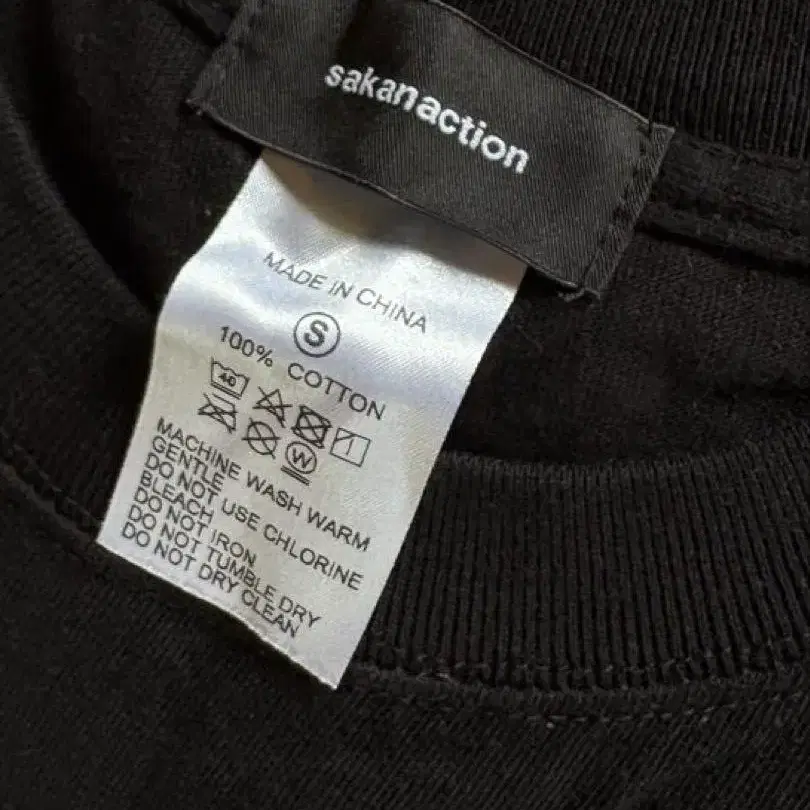 sakanaction
MADE IN CHINA
S
100% COTTON
40
W
MACHINE WASH WARM
GENTLE
DO NOT USE CHLORINE
BLEACH
DO NOT IRON
DO NOT TUMBLE DRY
DO NOT DRY CLEAN